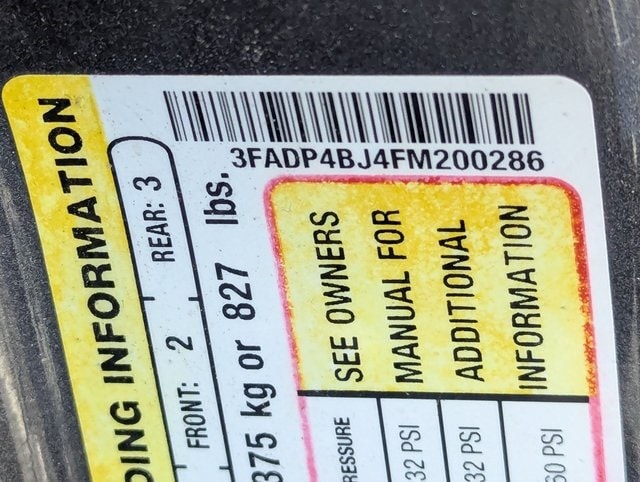 3FADP4BJ4FM200286
DING INFORMATION
FRONT: 2 REAR: 3
375 kg or 827 lbs.
SEE OWNERS
MANUAL FOR
ADDITIONAL
INFORMATION
RESSURE
32 PSI
32 PSI
60 PSI